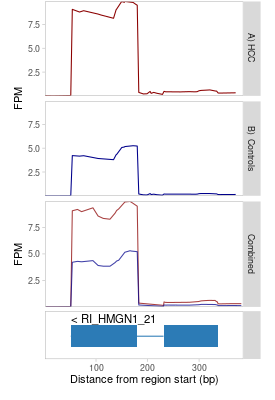 7.5
5.0
2.5
FPM
A) HCC
7.5
5.0
2.5
B) Controls
7.5
5.0
2.5
FPM
Combined
< RI_HMGN1_21
100
200
300
Distance from region start (bp)